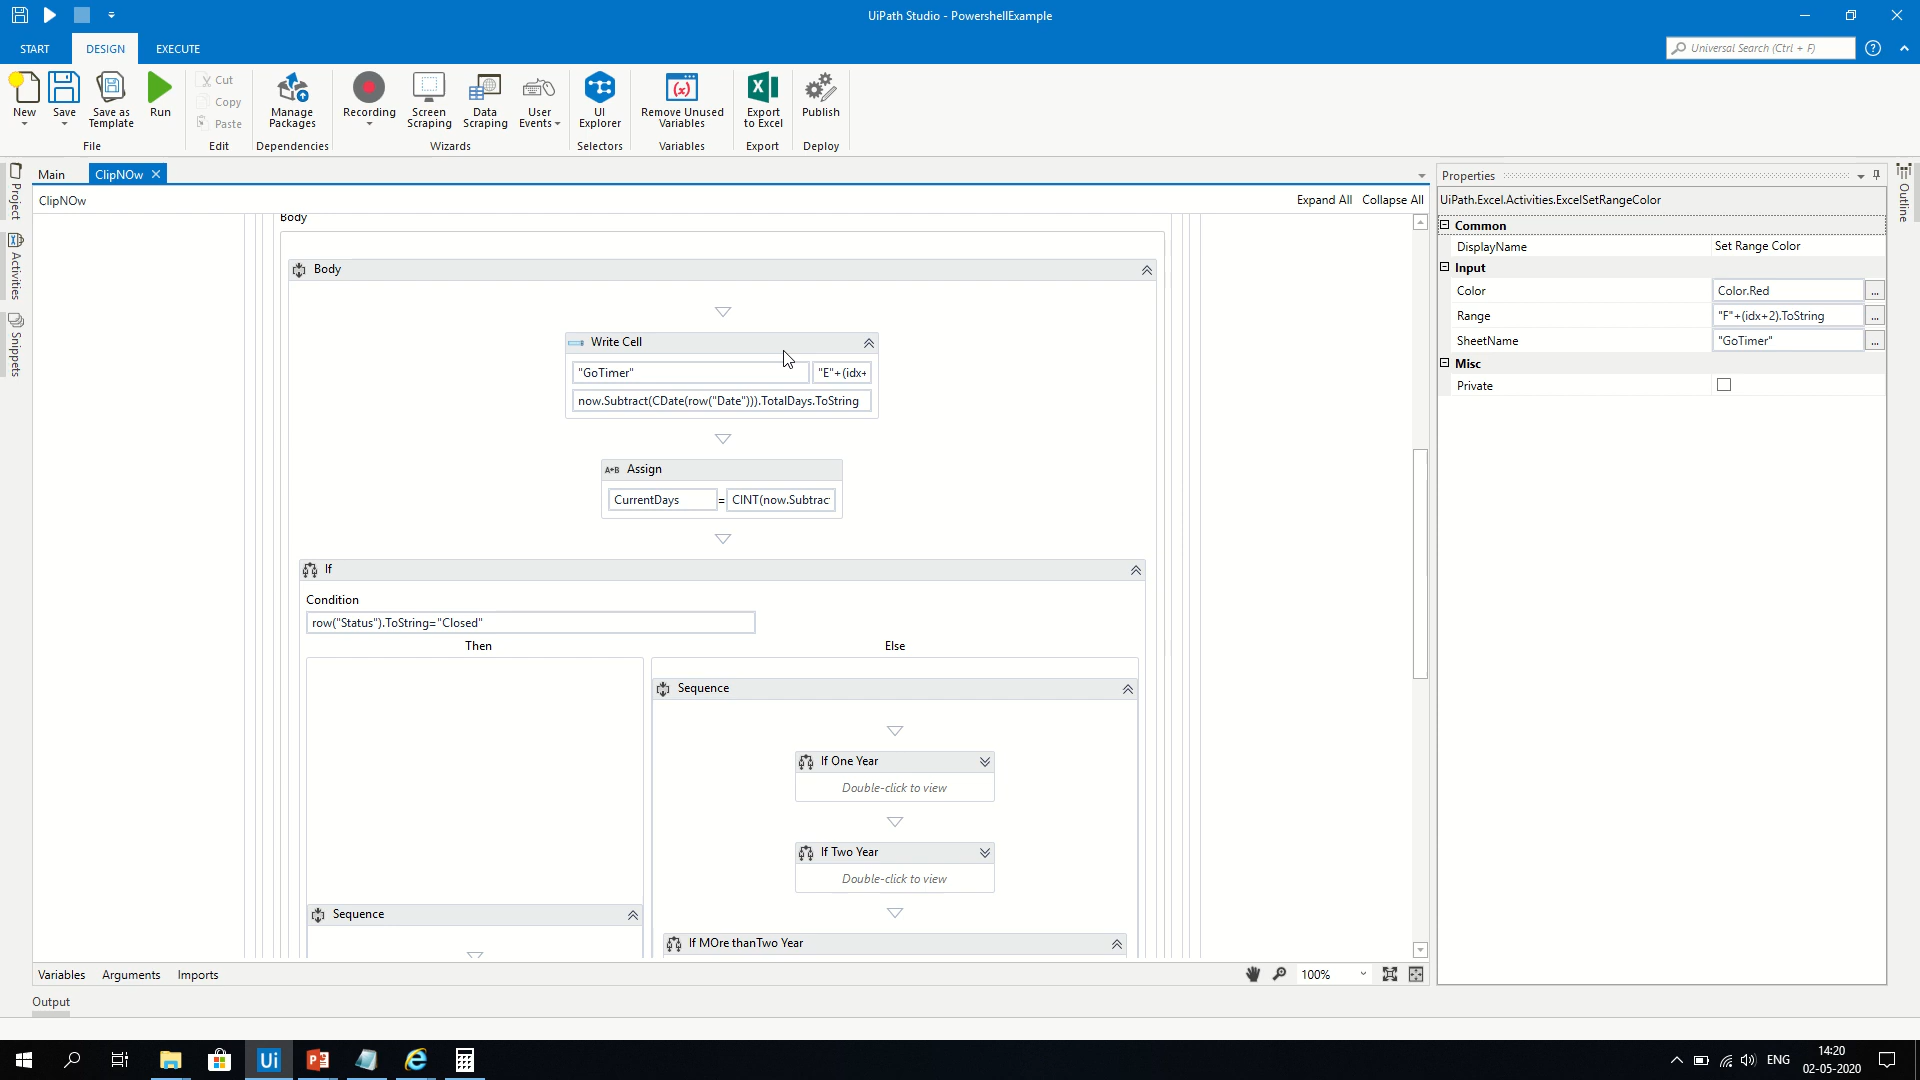 UiPath Studio - PowershellExample
START
DESIGN
EXECUTE
Universal Search (Ctrl + F)
New
Save
Save as Template
Run
Cut
Copy
Paste
Manage Packages
Recording
Screen Scraping
Data Scraping
User Events
UI Explorer
Remove Unused Variables
Export to Excel
Publish
File
Edit
Dependencies
Wizards
Selectors
Variables
Export
Deploy
Project
Activities
Snippets
Main
ClipNOw
ClipNOw
Expand All
Collapse All
Body
Body
Write Cell
"GoTimer"
"E"+(idx+
now.Subtract(CDate(row("Date"))).TotalDays.ToString
A+B Assign
CurrentDays
=
CINT(now.Subtrac
If
Condition
row("Status").ToString="Closed"
Then
Else
Sequence
If One Year
Double-click to view
If Two Year
Double-click to view
Sequence
If MOre thanTwo Year
Properties
UiPath.Excel.Activities.ExcelSetRangeColor
Common
DisplayName
Set Range Color
Input
Color
Color.Red
...
Range
"F"+(idx+2).ToString
...
SheetName
"GoTimer"
...
Misc
Private
Outline
Variables
Arguments
Imports
100%
Output
Ui
ENG
14:20
02-05-2020